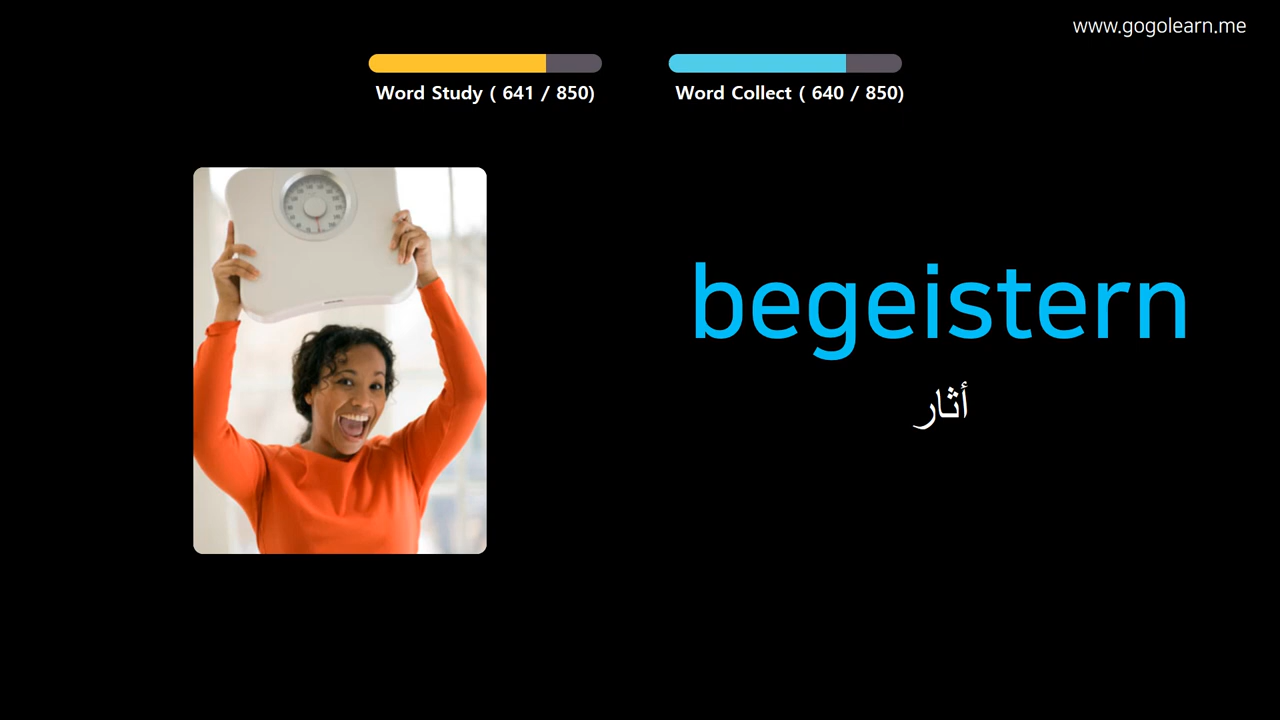 www.gogolearn.me
Word Study ( 641 / 850)
Word Collect ( 640 / 850)
begeistern
أثار